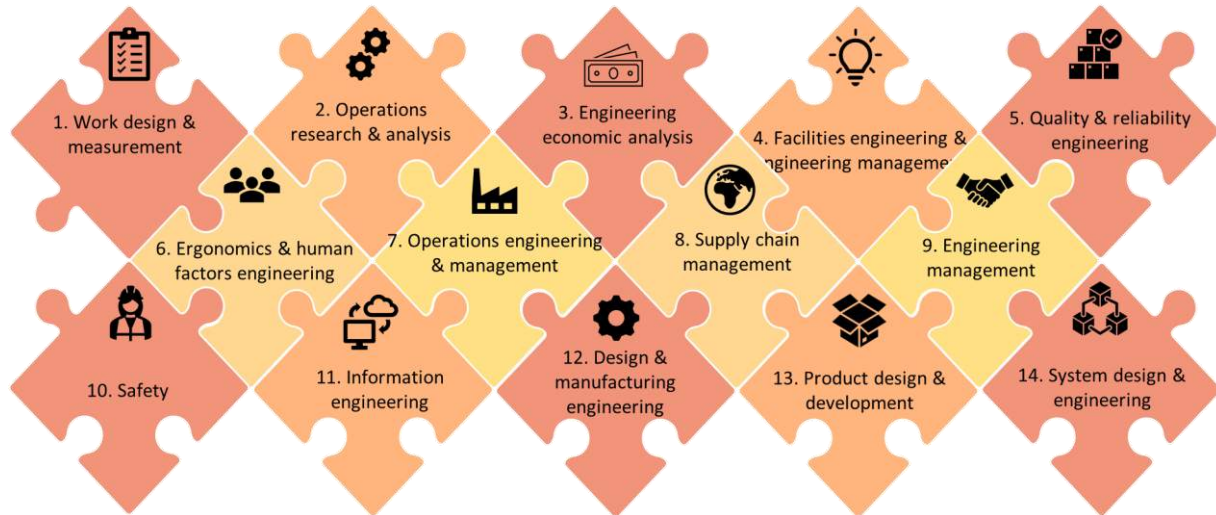 1. Work design &
measurement
2. Operations
research & analysis
3. Engineering
economic analysis
4. Facilities engineering &
engineering management
5. Quality & reliability
engineering
6. Ergonomics & human
factors engineering
7. Operations engineering
& management
8. Supply chain
management
9. Engineering
management
10. Safety
11. Information
engineering
12. Design &
manufacturing
engineering
13. Product design &
development
14. System design &
engineering